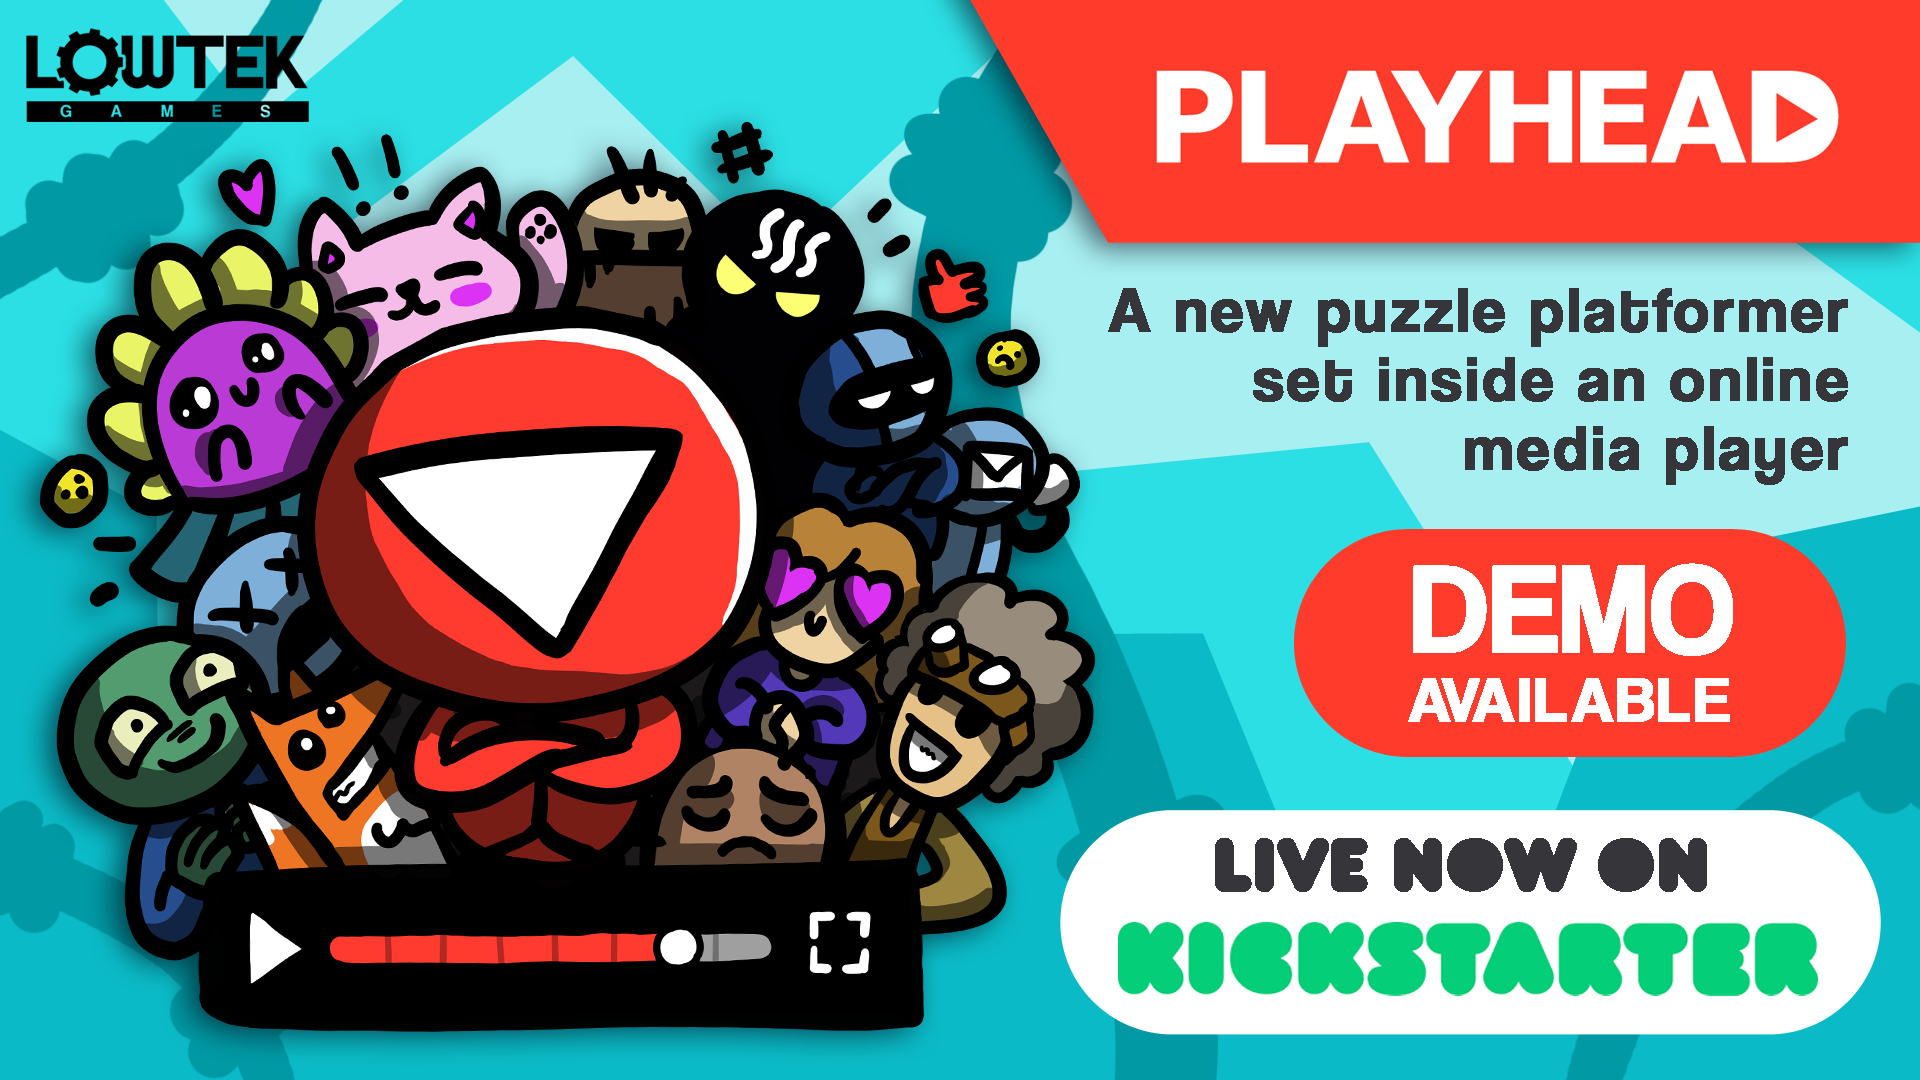 LOWTEK
GAMES
PLAYHEAD
A new puzzle platformer
set inside an online
media player
DEMO
AVAILABLE
LIVE NOW ON
KICKSTARTER